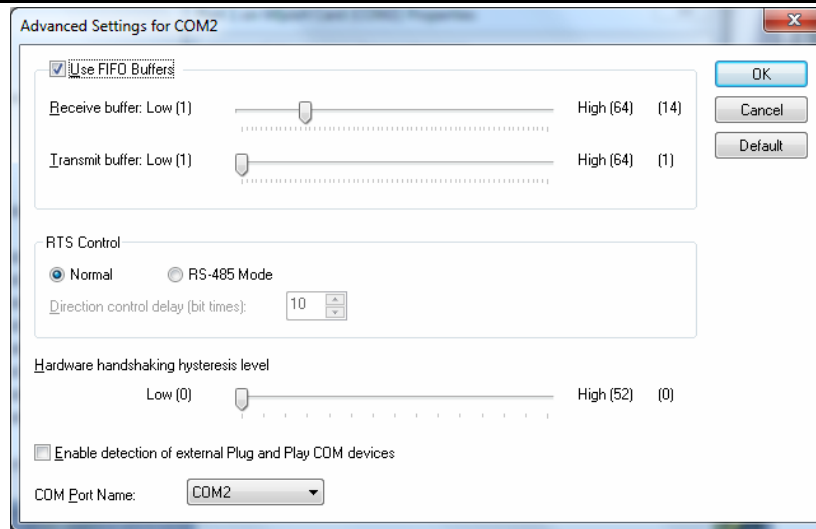 Advanced Settings for COM2
Use FIFO Buffers
OK
Receive buffer: Low (1) High (64) (14)
Cancel
Default
Transmit buffer: Low (1) High (64) (1)
RTS Control
Normal RS-485 Mode
Direction control delay (bit times): 10
Hardware handshaking hysteresis level
Low (0) High (52) (0)
Enable detection of external Plug and Play COM devices
COM Port Name: COM2